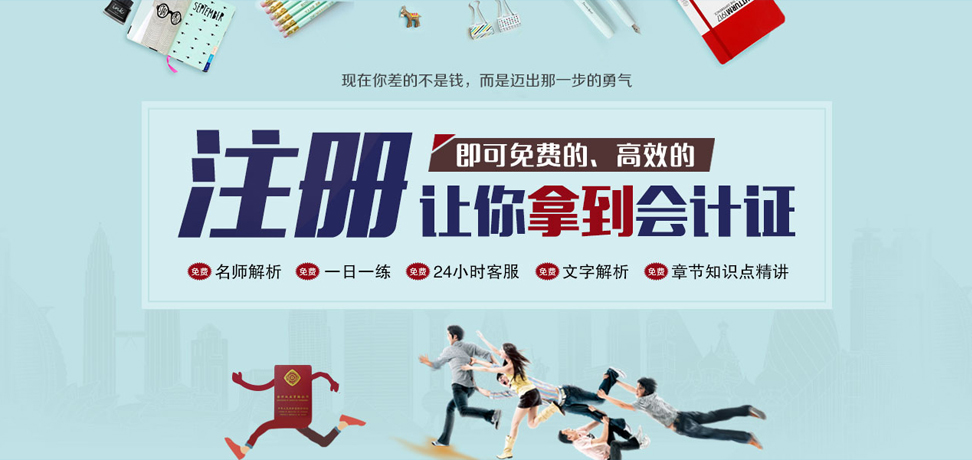 SEPTEMBER
现在你差的不是钱，而是迈出那一步的勇气
注册 即可免费的、高效的
让你拿到会计证
免费 名师解析 免费 一日一练 免费 24小时客服 免费 文字解析 免费 章节知识点精讲